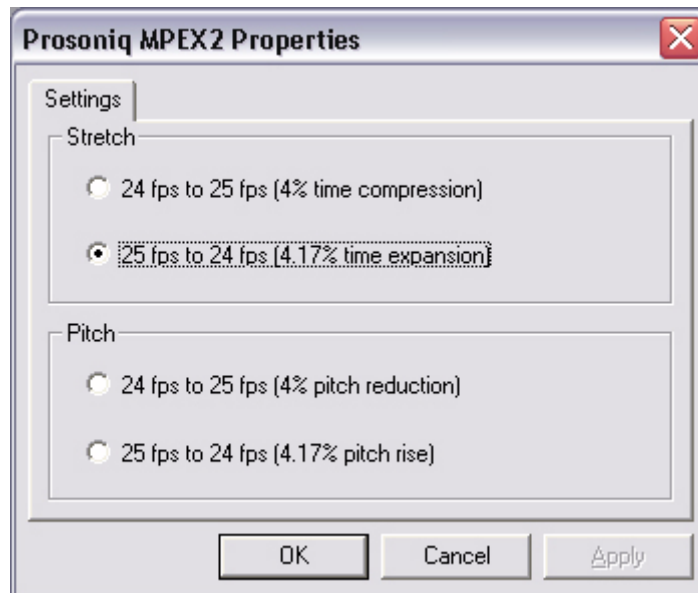 Prosoniq MPEX2 Properties
Settings
Stretch
24 fps to 25 fps (4% time compression)
25 fps to 24 fps (4.17% time expansion)
Pitch
24 fps to 25 fps (4% pitch reduction)
25 fps to 24 fps (4.17% pitch rise)
OK Cancel Apply